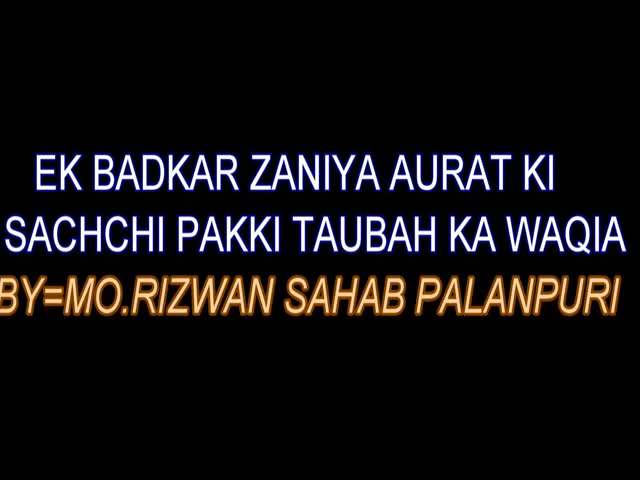 EK BADKAR ZANIYA AURAT KI
SACHCHI PAKKI TAUBAH KA WAQIA
BY=MO.RIZWAN SAHAB PALANPURI